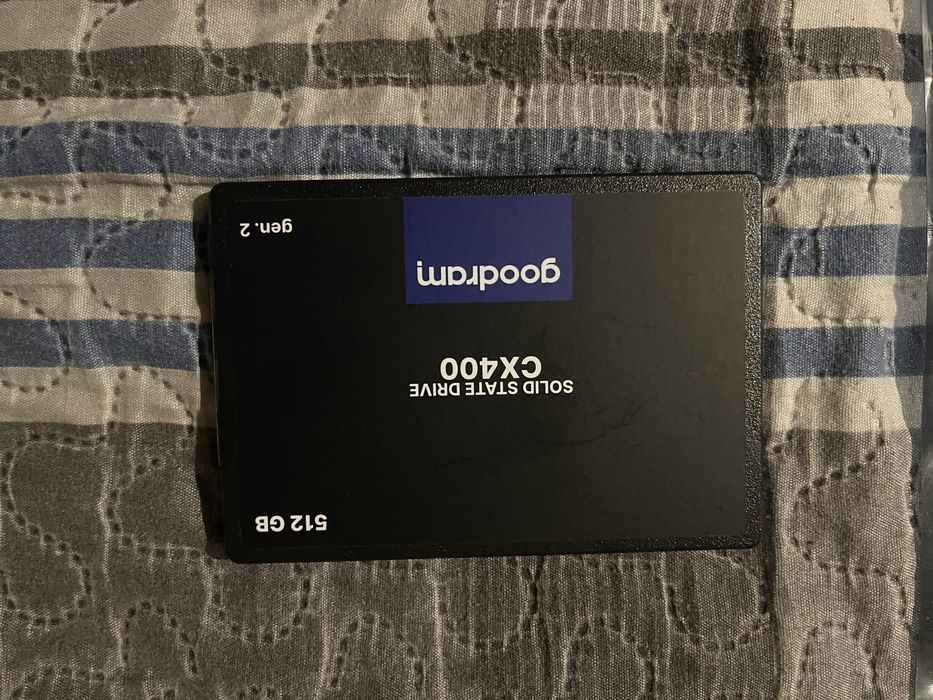 512 GB
SOLID STATE DRIVE
CX400
goodram
gen. 2